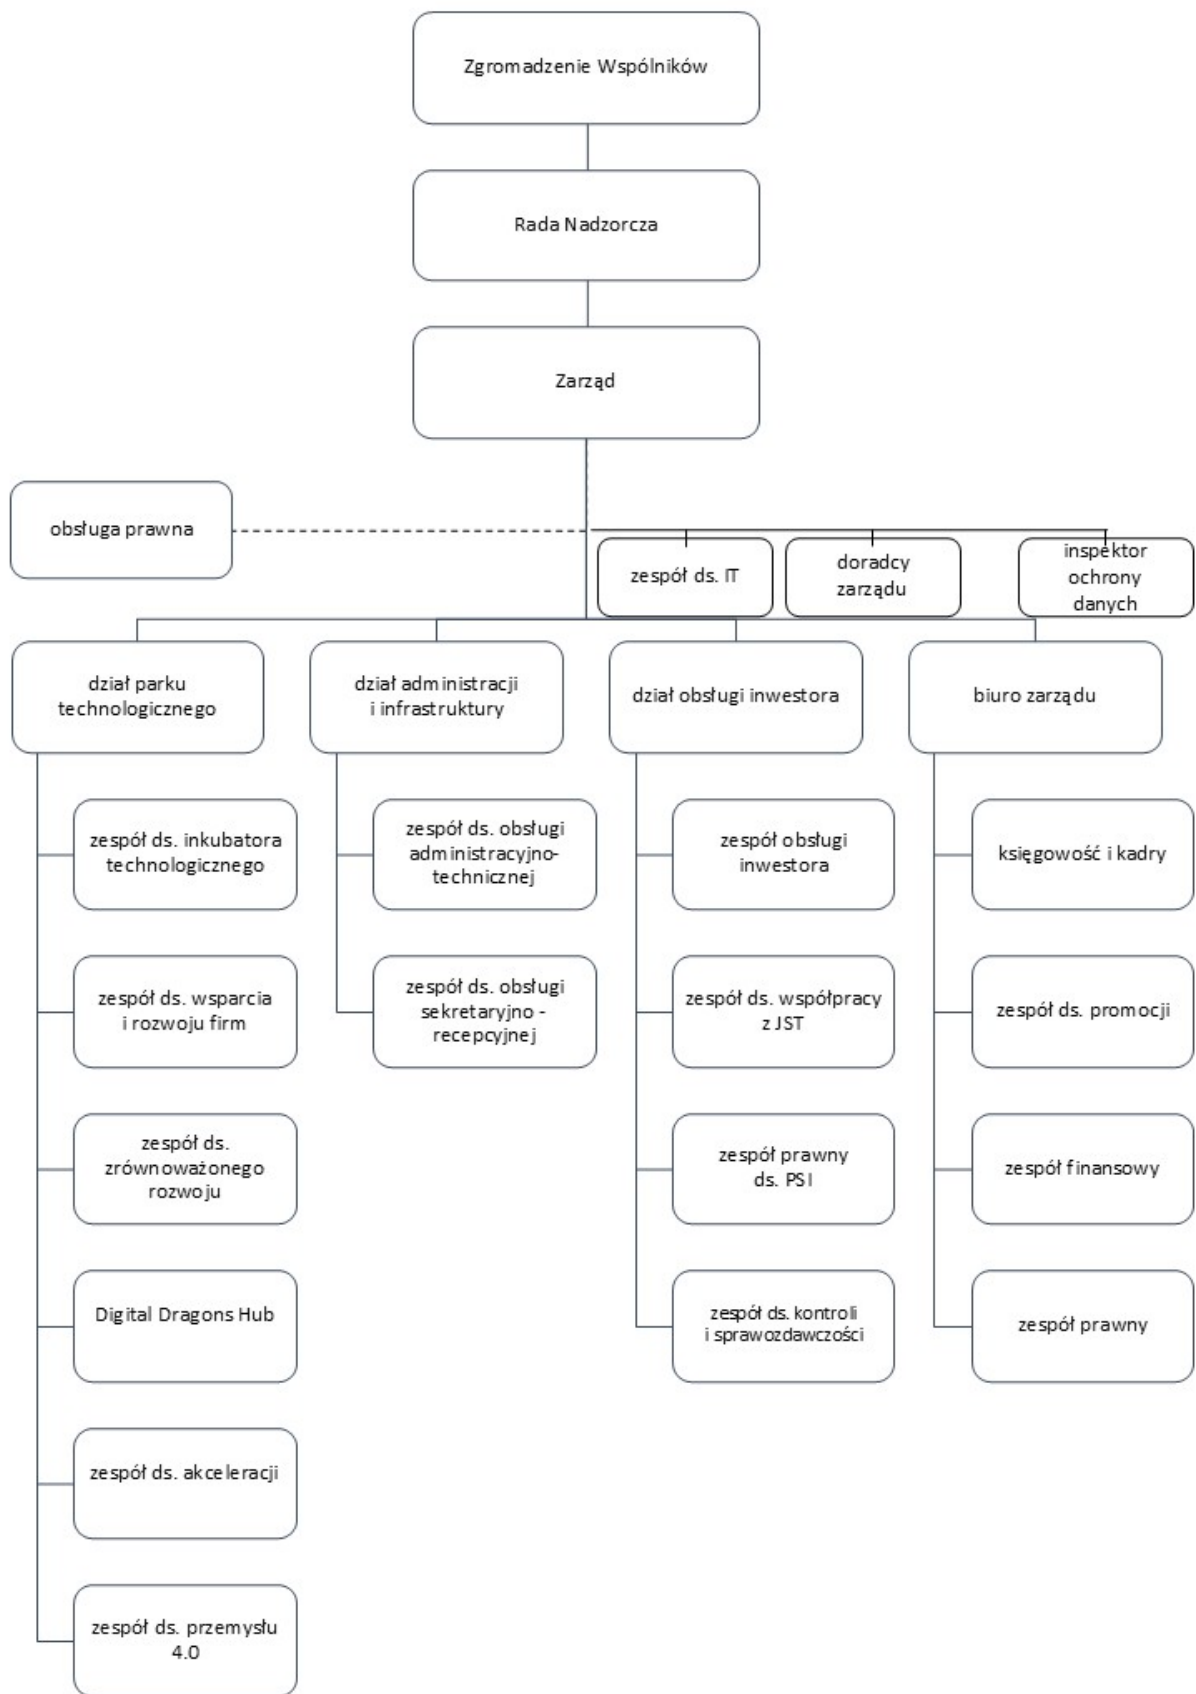 Zgromadzenie Wspólników
Rada Nadzorcza
Zarząd
obsługa prawna
zespół ds. IT
doradcy
zarządu
inspektor
ochrony
danych
dział parku
technologicznego
dział administracji
i infrastruktury
dział obsługi inwestora
biuro zarządu
zespół ds. inkubatora
technologicznego
zespół ds. wsparcia
i rozwoju firm
zespół ds.
zrównoważonego
rozwoju
Digital Dragons Hub
zespół ds. akceleracji
zespół ds. przemysłu
4.0
zespół ds. obsługi
administracyjno-
technicznej
zespół ds. obsługi
sekretaryjno -
recepcyjnej
zespół obsługi
inwestora
zespół ds. współpracy
z JST
zespół prawny
ds. PSI
zespół ds. kontroli
i sprawozdawczości
księgowość i kadry
zespół ds. promocji
zespół finansowy
zespół prawny